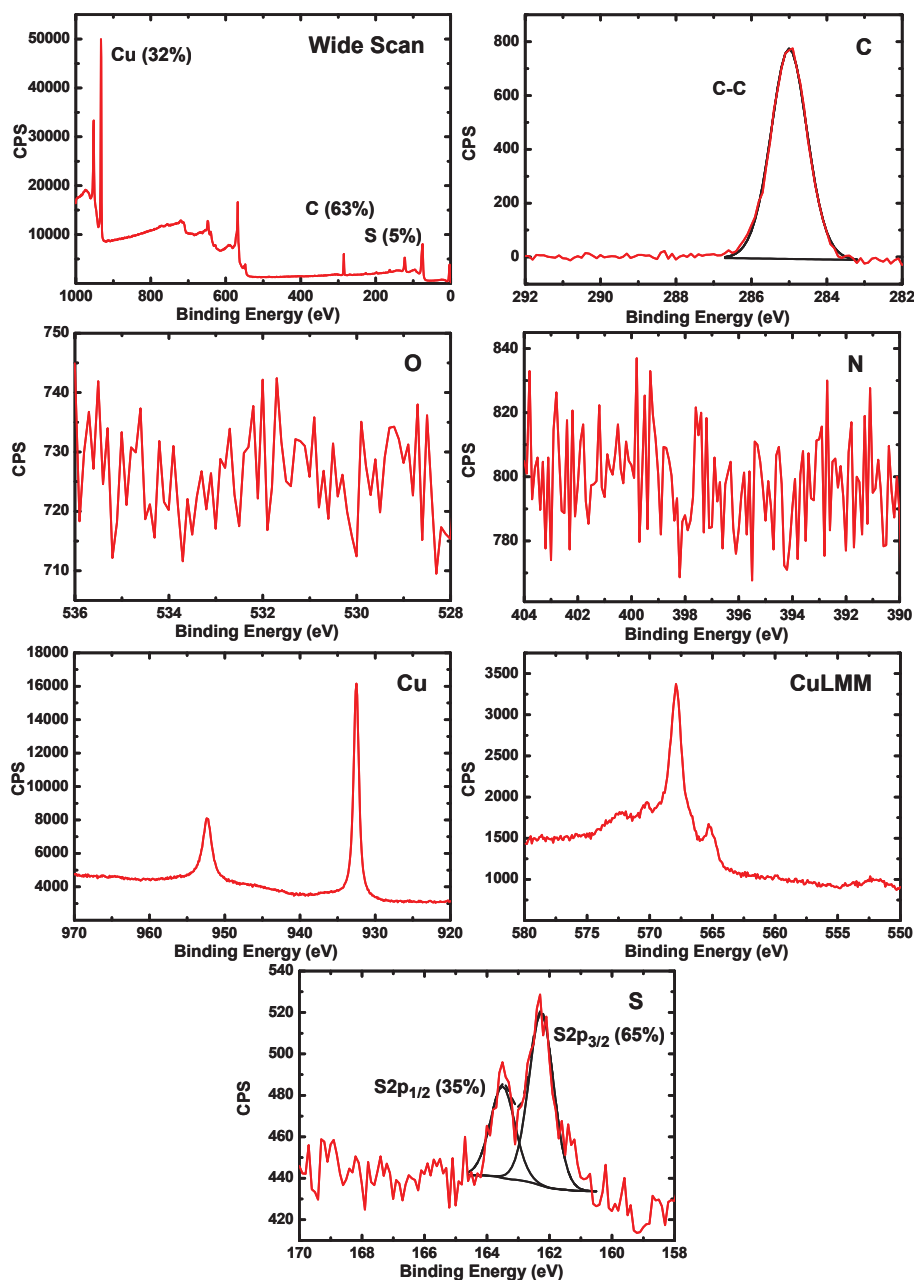 Wide Scan
Cu (32%)
C (63%)
S (5%)
CPS
50000
40000
30000
20000
10000
0
1000 800 600 400 200 0
Binding Energy (eV)
C
C-C
CPS
800
600
400
200
0
292 290 288 286 284 282
Binding Energy (eV)
O
CPS
750
740
730
720
710
536 534 532 530 528
Binding Energy (eV)
N
CPS
840
820
800
780
404 402 400 398 396 394 392 390
Binding Energy (eV)
Cu
CPS
18000
16000
14000
12000
10000
8000
6000
4000
970 960 950 940 930 920
Binding Energy (eV)
CuLMM
CPS
3500
3000
2500
2000
1500
1000
580 575 570 565 560 555 550
Binding Energy (eV)
S
S2p3/2 (65%)
S2p1/2 (35%)
CPS
540
520
500
480
460
440
420
170 168 166 164 162 160 158
Binding Energy (eV)